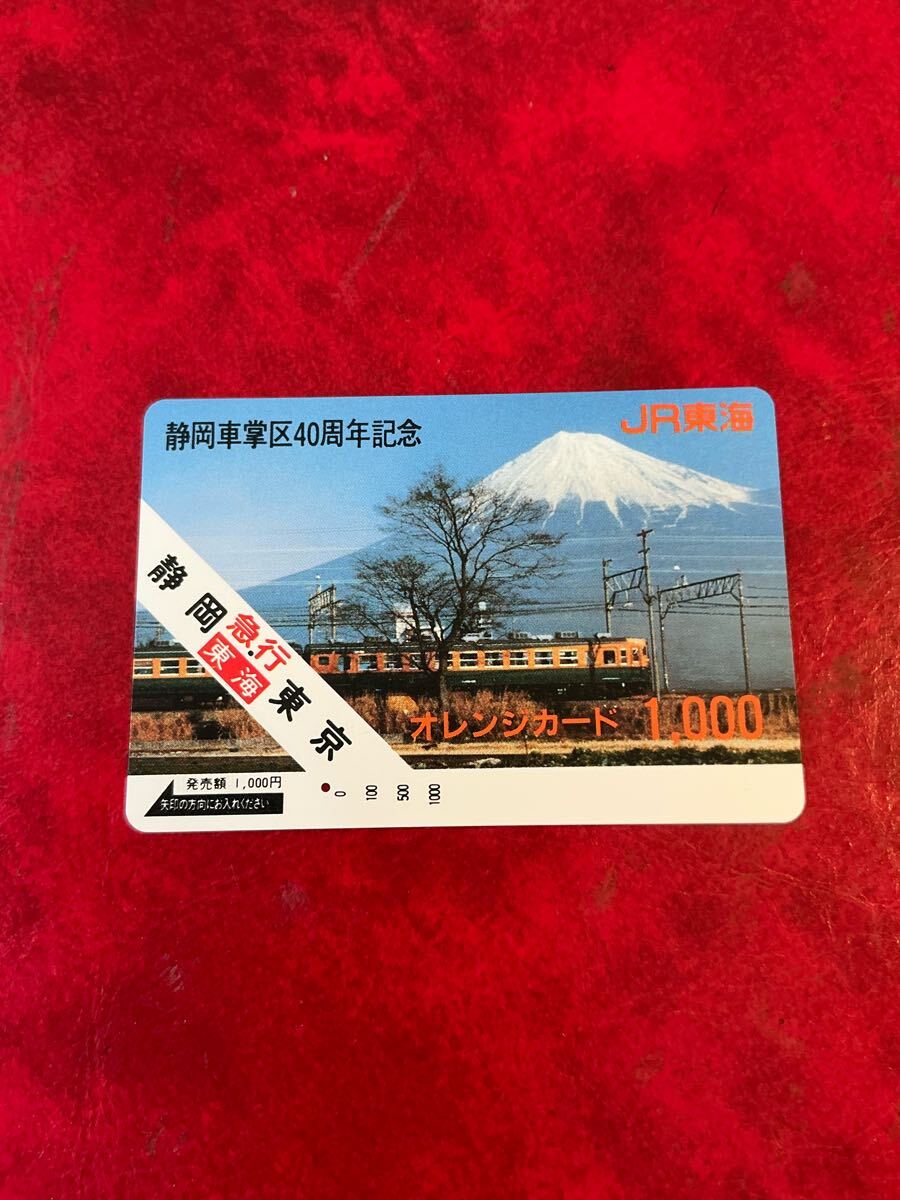 静岡車掌区40周年記念
JR東海
静岡・東京
急行
東海
オレンジカード 1,000
発売額 1,000円
矢印の方向にお入れください
0 100 500 1000